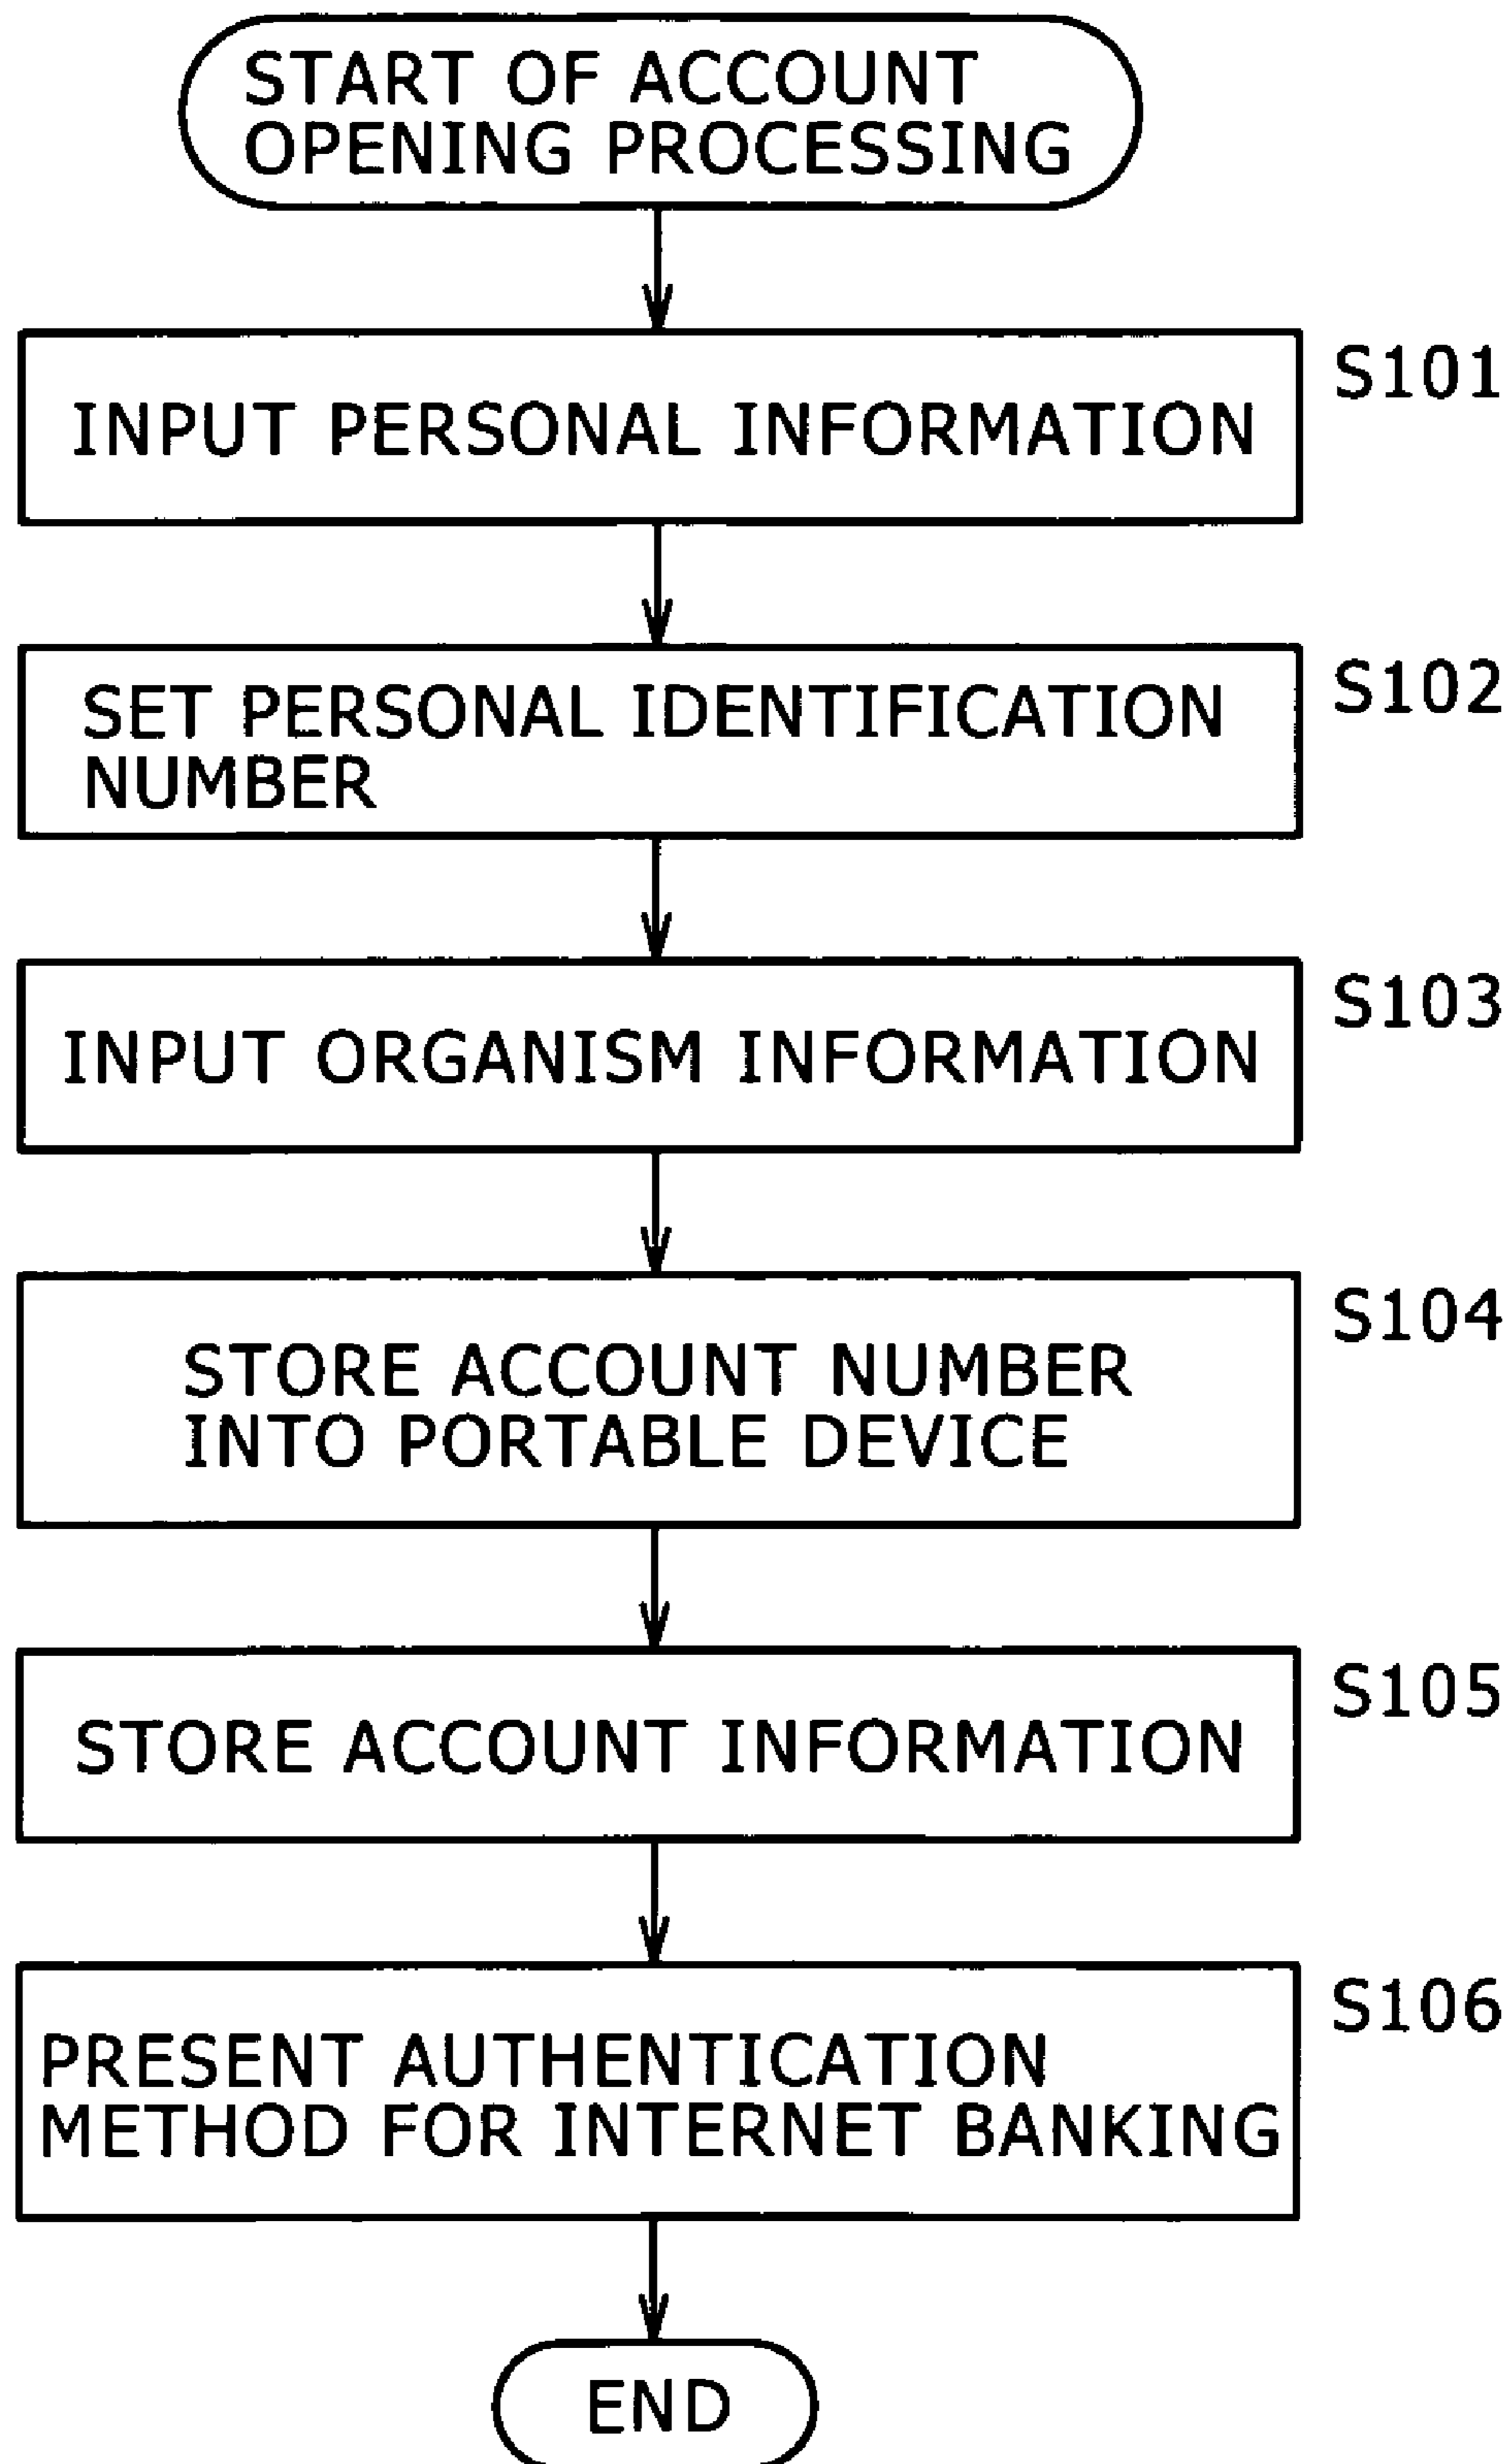 START OF ACCOUNT
OPENING PROCESSING
S101
INPUT PERSONAL INFORMATION
S102
SET PERSONAL IDENTIFICATION
NUMBER
S103
INPUT ORGANISM INFORMATION
S104
STORE ACCOUNT NUMBER
INTO PORTABLE DEVICE
S105
STORE ACCOUNT INFORMATION
S106
PRESENT AUTHENTICATION
METHOD FOR INTERNET BANKING
END